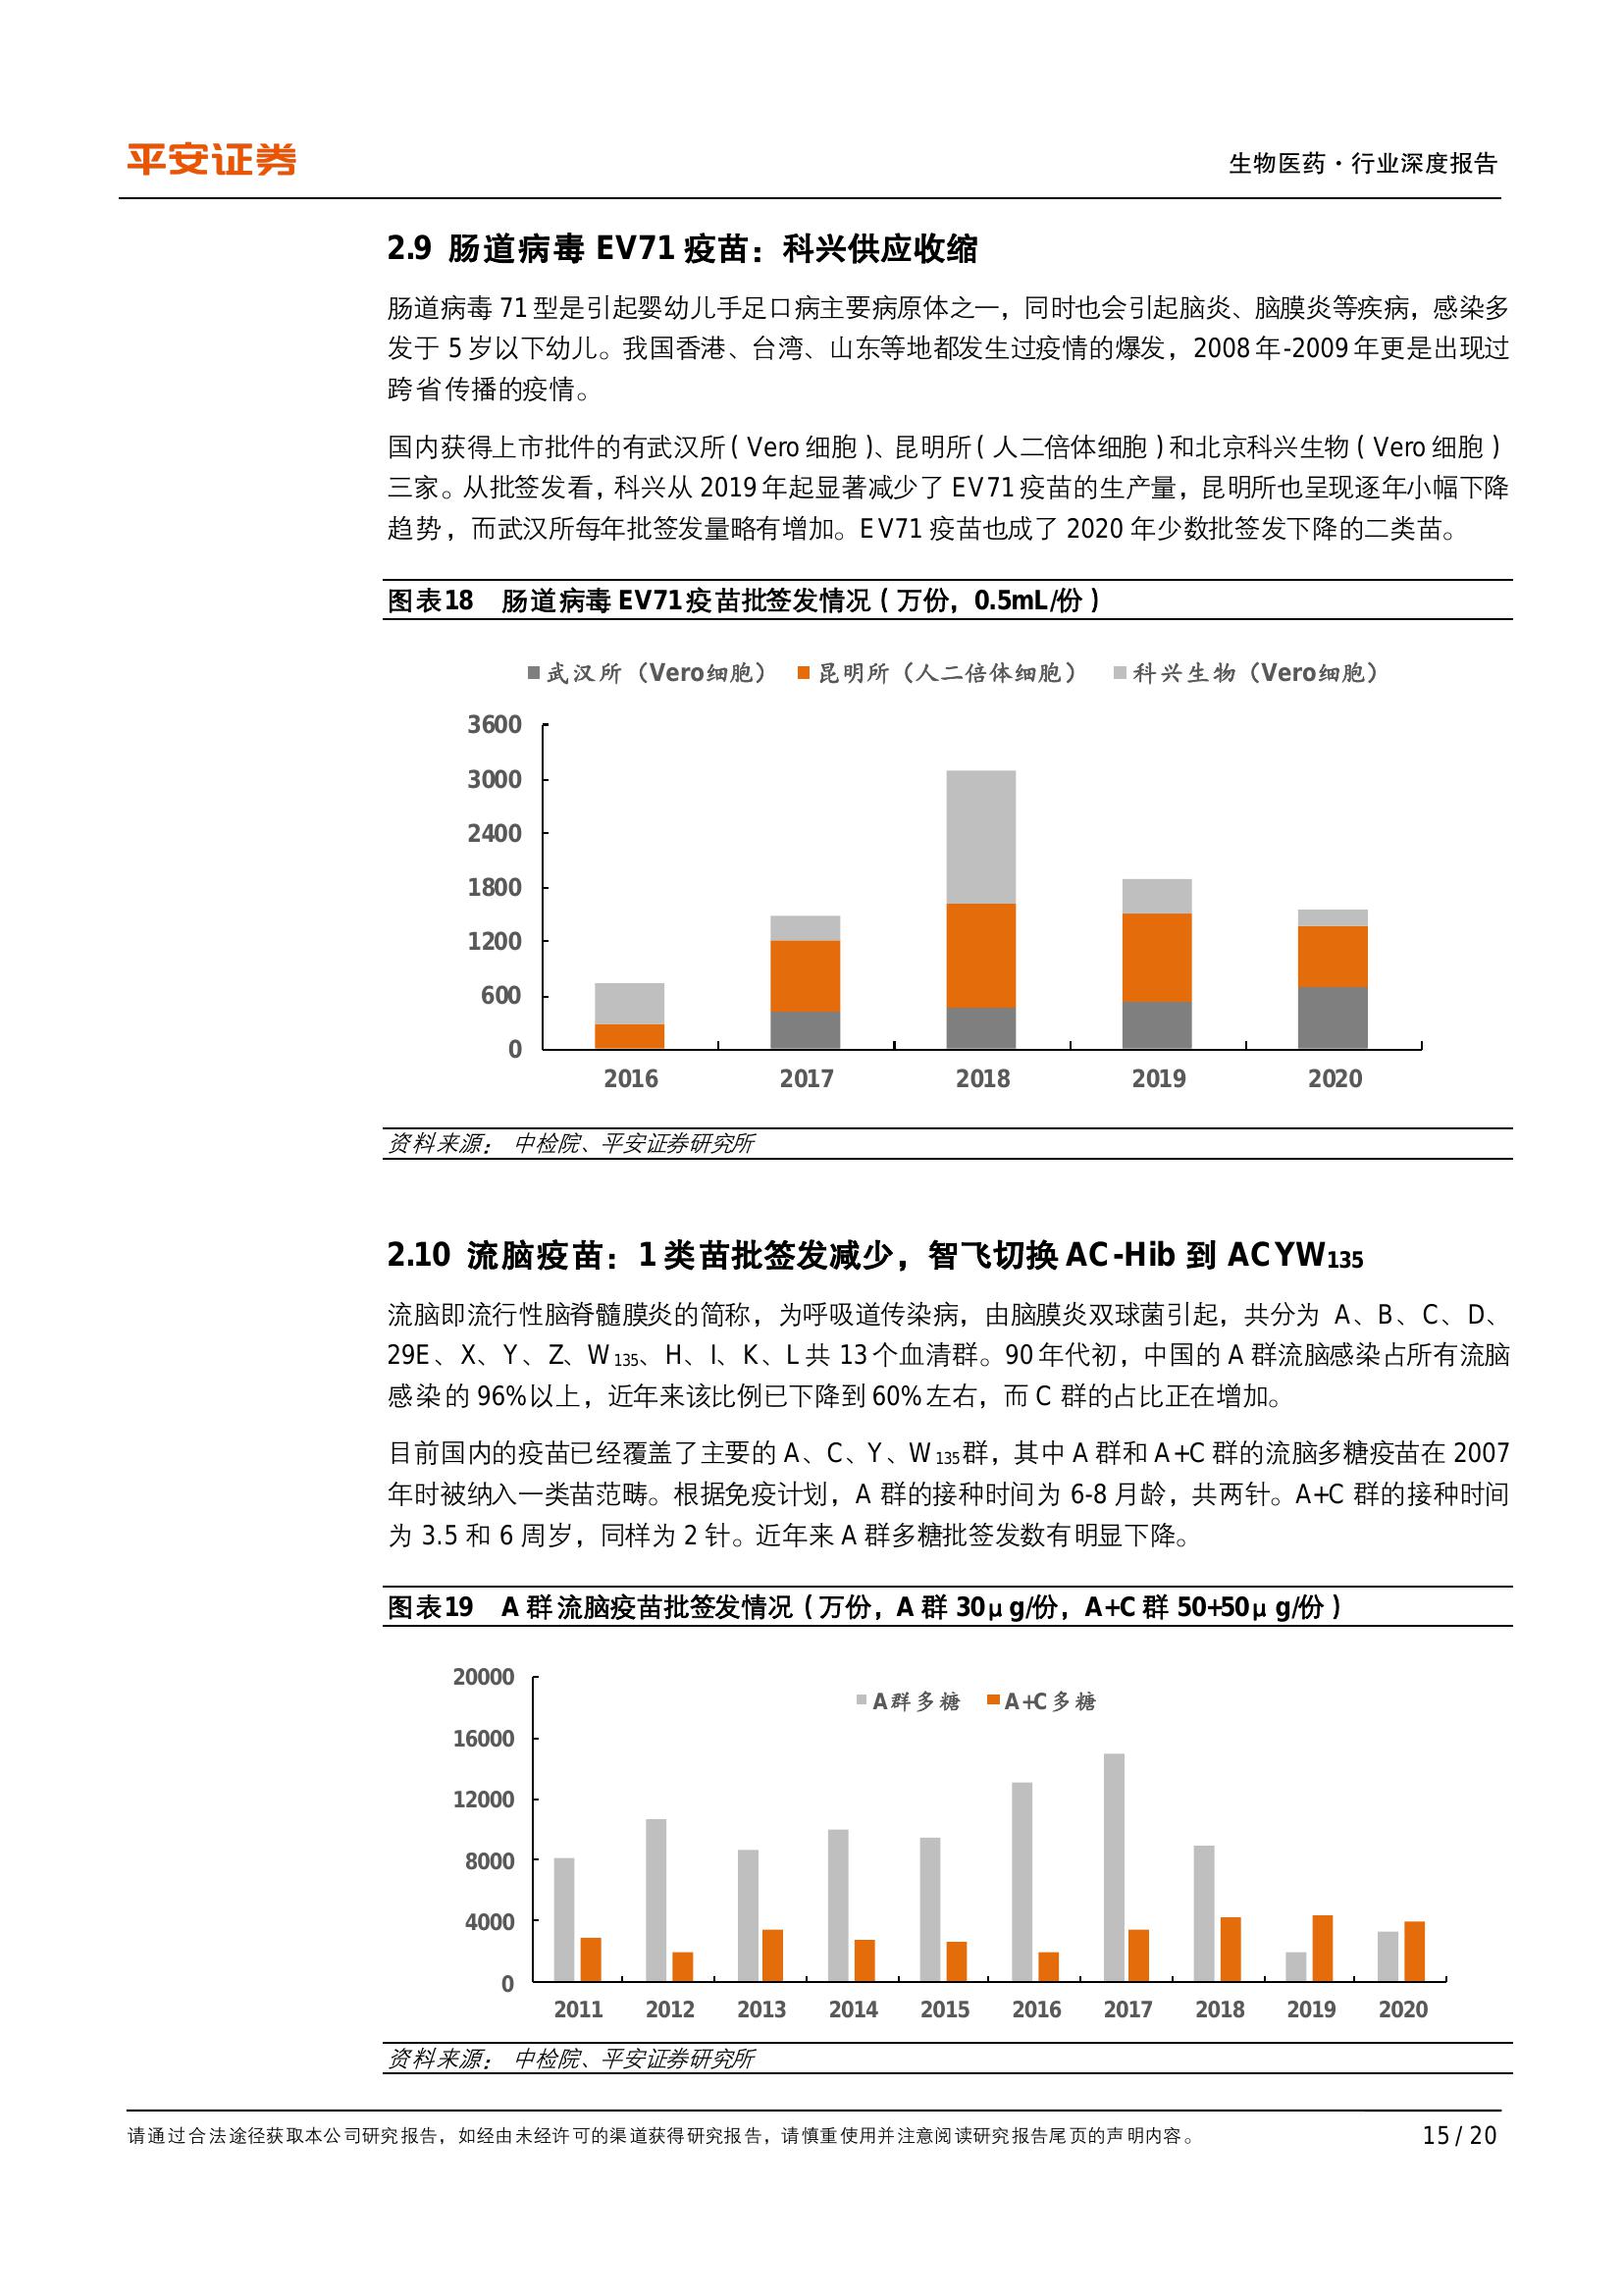 平安证券
生物医药·行业深度报告
2.9 肠道病毒 EV71 疫苗：科兴供应收缩
肠道病毒 71 型是引起婴幼儿手足口病主要病原体之一，同时也会引起脑炎、脑膜炎等疾病，感染多
发于 5 岁以下幼儿。我国香港、台湾、山东等地都发生过疫情的爆发，2008 年-2009 年更是出现过
跨省传播的疫情。
国内获得上市批件的有武汉所（Vero 细胞）、昆明所（人二倍体细胞）和北京科兴生物（Vero 细胞）
三家。从批签发看，科兴从 2019 年起显著减少了 EV71 疫苗的生产量，昆明所也呈现逐年小幅下降
趋势，而武汉所每年批签发量略有增加。EV71 疫苗也成了 2020 年少数批签发下降的二类苗。
图表18 肠道病毒 EV71 疫苗批签发情况（万份，0.5mL/份）
武汉所（Vero细胞） 昆明所（人二倍体细胞） 科兴生物（Vero细胞）
3600
3000
2400
1800
1200
600
0
2016 2017 2018 2019 2020
资料来源： 中检院、平安证券研究所
2.10 流脑疫苗：1 类苗批签发减少，智飞切换 AC-Hib 到 ACYW135
流脑即流行性脑脊髓膜炎的简称，为呼吸道传染病，由脑膜炎双球菌引起，共分为 A、B、C、D、
29E、X、Y、Z、W135、H、I、K、L 共 13 个血清群。90 年代初，中国的 A 群流脑感染占所有流脑
感染的 96%以上，近年来该比例已下降到 60%左右，而 C 群的占比正在增加。
目前国内的疫苗已经覆盖了主要的 A、C、Y、W135群，其中 A 群和 A+C 群的流脑多糖疫苗在 2007
年时被纳入一类苗范畴。根据免疫计划，A 群的接种时间为 6-8 月龄，共两针。A+C 群的接种时间
为 3.5 和 6 周岁，同样为 2 针。近年来 A 群多糖批签发数有明显下降。
图表19 A 群流脑疫苗批签发情况（万份，A 群 30μg/份，A+C 群 50+50μg/份）
A群多糖 A+C多糖
20000
16000
12000
8000
4000
0
2011 2012 2013 2014 2015 2016 2017 2018 2019 2020
资料来源： 中检院、平安证券研究所
请通过合法途径获取本公司研究报告，如经由未经许可的渠道获得研究报告，请慎重使用并注意阅读研究报告尾页的声明内容。
15 / 20